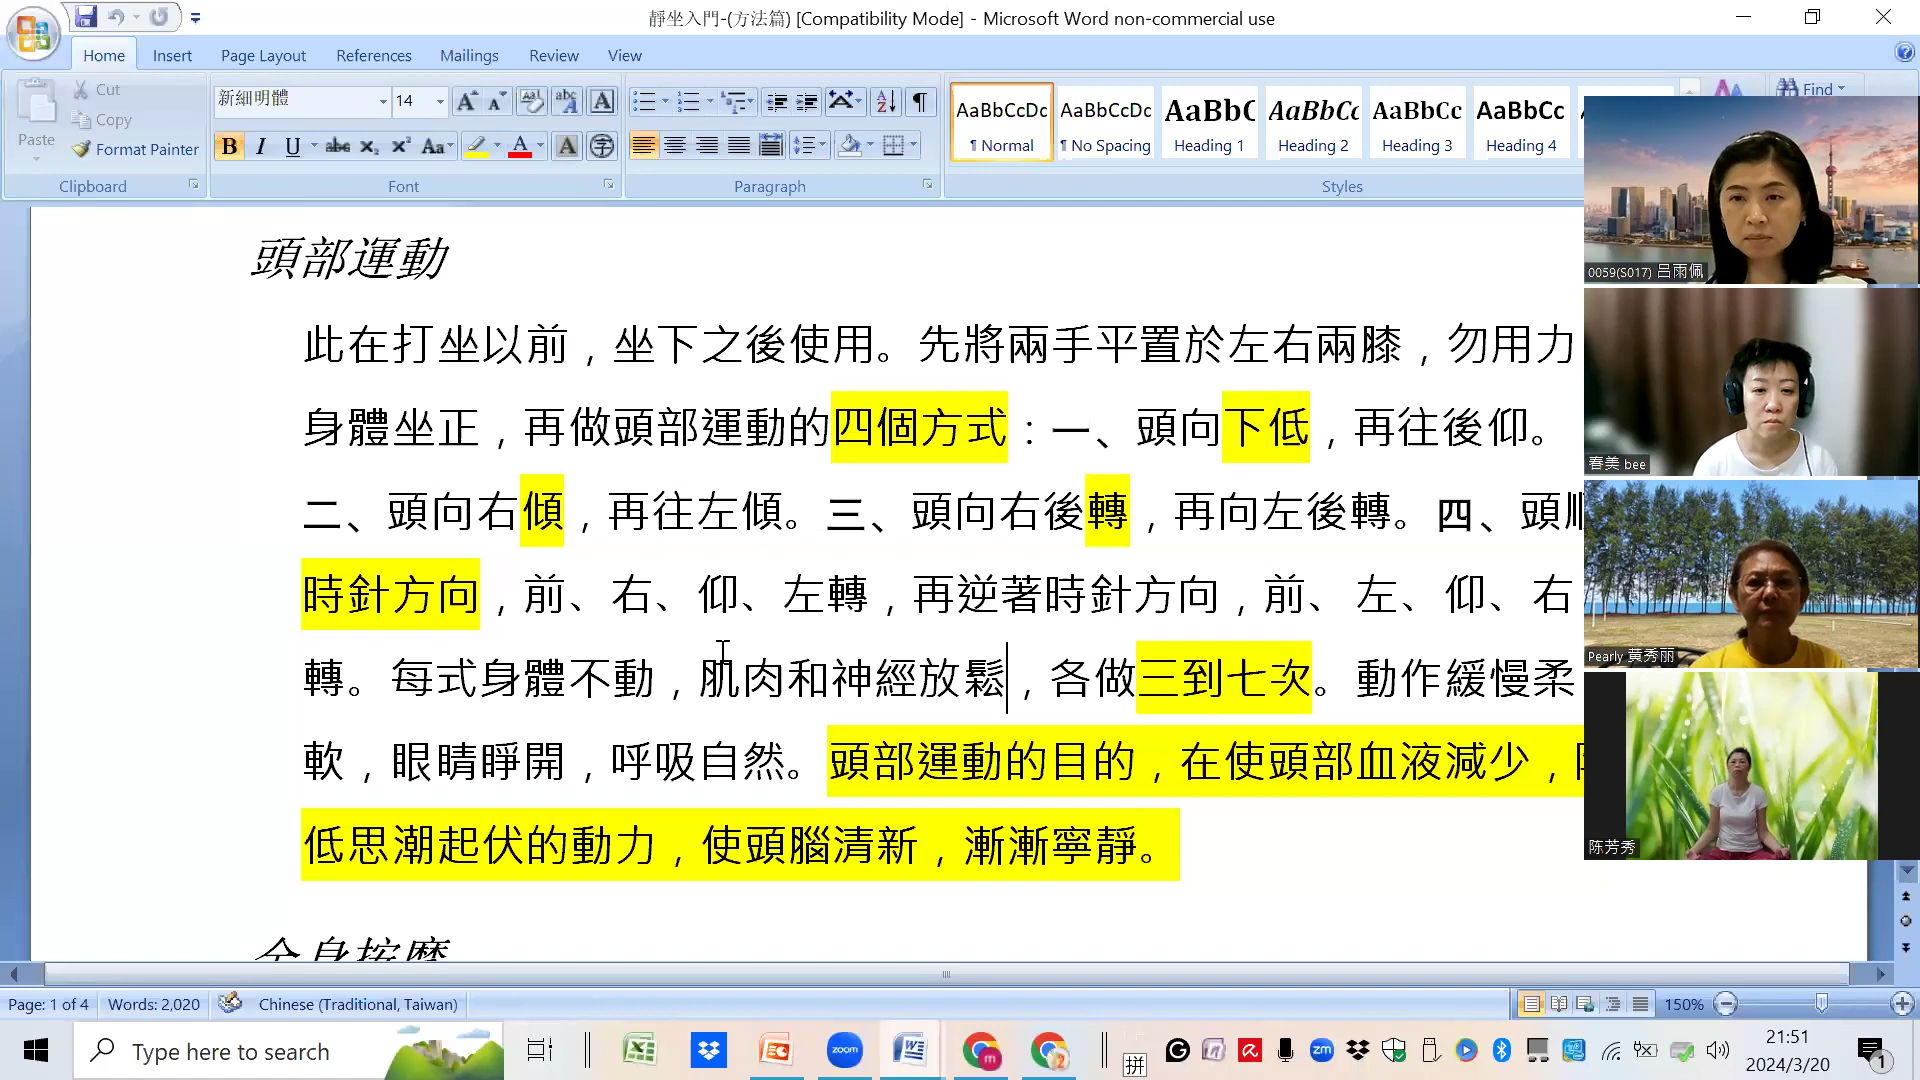 靜坐入門-(方法篇) [Compatibility Mode] - Microsoft Word non-commercial use
Home Insert Page Layout References Mailings Review View
Paste
Cut
Copy
Format Painter
Clipboard
新細明體 14
Font
Paragraph
AaBbCcDc AaBbCcDc AaBbC AaBbCc AaBbCc AaBbCc
¶ Normal ¶ No Spacing Heading 1 Heading 2 Heading 3 Heading 4
Styles
Find
頭部運動
此在打坐以前，坐下之後使用。先將兩手平置於左右兩膝，勿用力
身體坐正，再做頭部運動的四個方式：一、頭向下低，再往後仰。
二、頭向右傾，再往左傾。三、頭向右後轉，再向左後轉。四、頭順
時針方向，前、右、仰、左轉，再逆著時針方向，前、 左、仰、右
轉。每式身體不動，肌肉和神經放鬆，各做三到七次。動作緩慢柔
軟，眼睛睜開，呼吸自然。頭部運動的目的，在使頭部血液減少，
低思潮起伏的動力，使頭腦清新，漸漸寧靜。
全身按摩
0059(S017) 呂雨佩
春美 bee
Pearly 黃秀丽
陈芳秀
Page: 1 of 4 Words: 2,020 Chinese (Traditional, Taiwan) 150%
Type here to search
zoom
zm
拼
21:51
2024/3/20
1